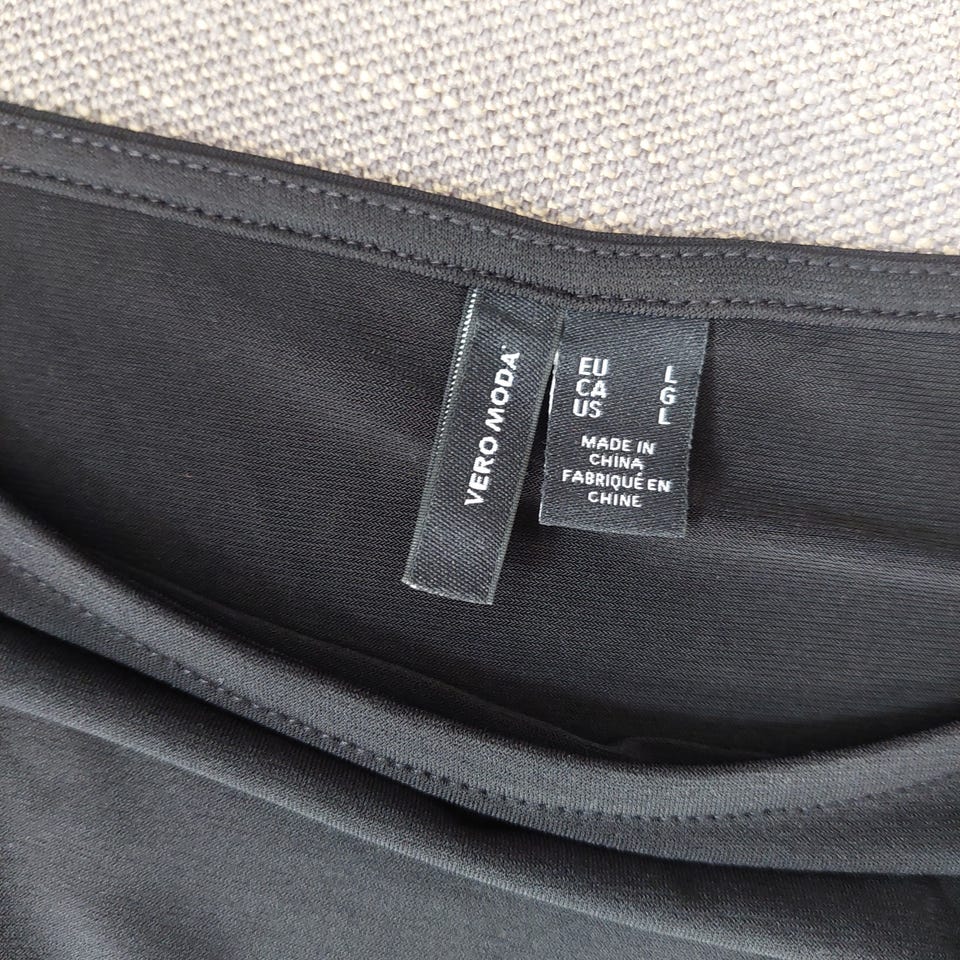 VERO MODA
EU L
CA G
US L
MADE IN
CHINA
FABRIQUÉ EN
CHINE